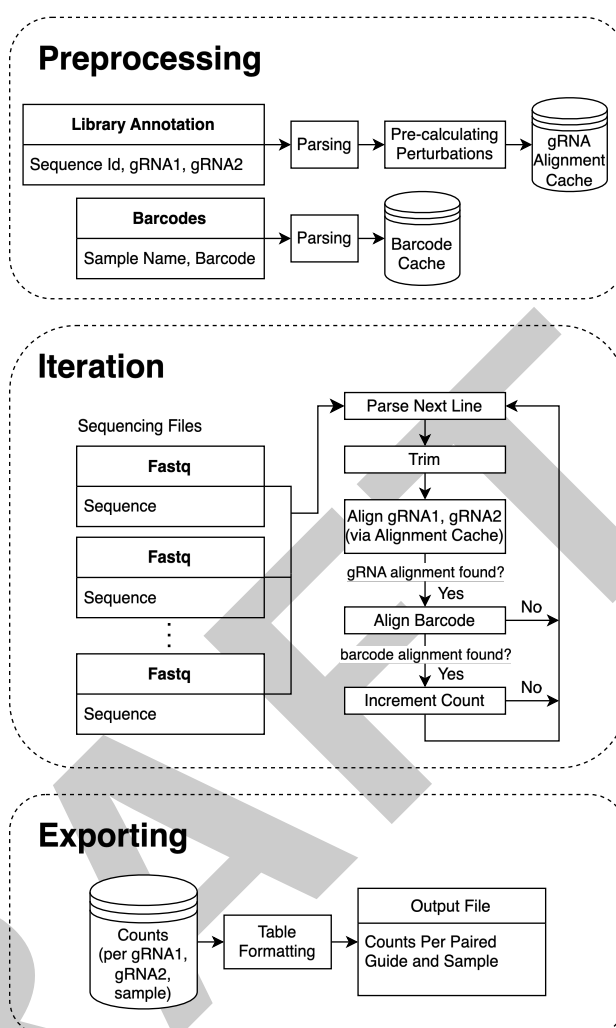 Preprocessing
Library Annotation
Sequence Id, gRNA1, gRNA2
Parsing
Pre-calculating
Perturbations
gRNA
Alignment
Cache
Barcodes
Sample Name, Barcode
Parsing
Barcode
Cache
Iteration
Sequencing Files
Fastq
Sequence
Fastq
Sequence
Fastq
Sequence
Parse Next Line
Trim
Align gRNA1, gRNA2
(via Alignment Cache)
gRNA alignment found?
Yes
No
Align Barcode
barcode alignment found?
Yes
No
Increment Count
Exporting
Counts
(per gRNA1,
gRNA2,
sample)
Table
Formatting
Output File
Counts Per Paired
Guide and Sample